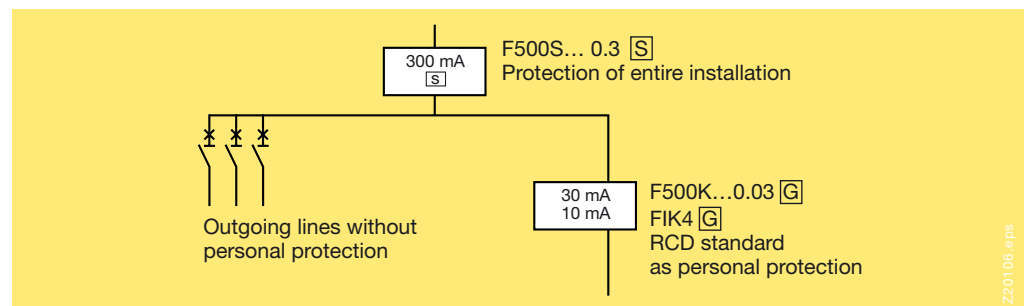 300 mA
S
F500S... 0.3 S
Protection of entire installation
Outgoing lines without
personal protection
30 mA
10 mA
F500K...0.03 G
FIK4 G
RCD standard
as personal protection
Z20106.eps